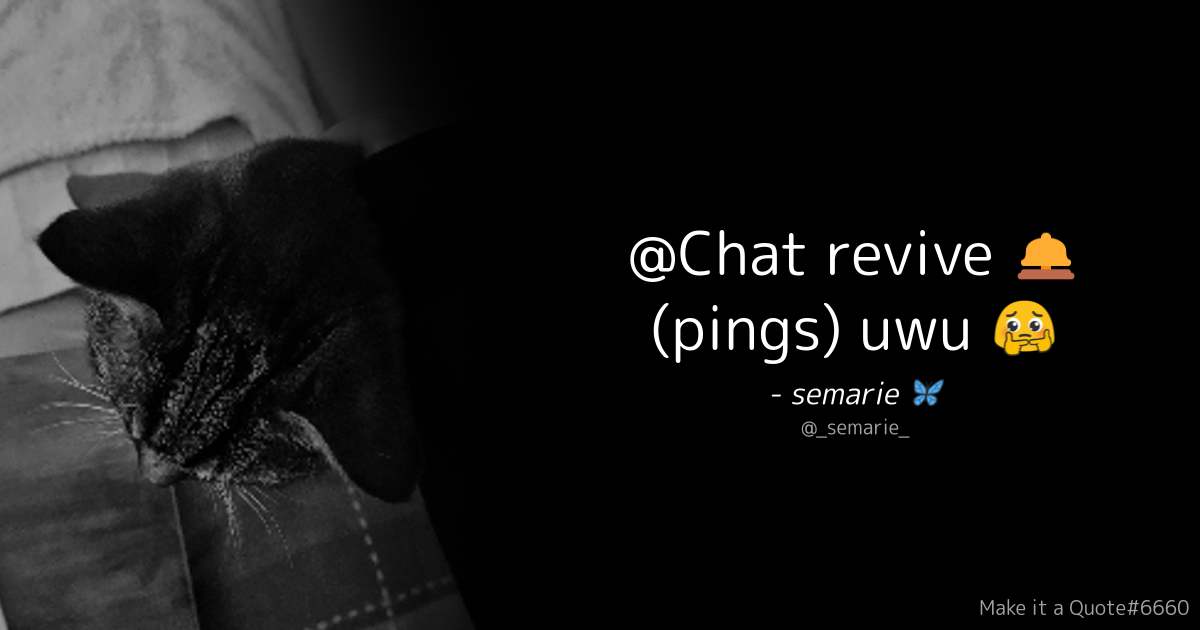 @Chat revive 🛎️
(pings) uwu 🥺
- semarie 🦋
@_semarie_
Make it a Quote#6660